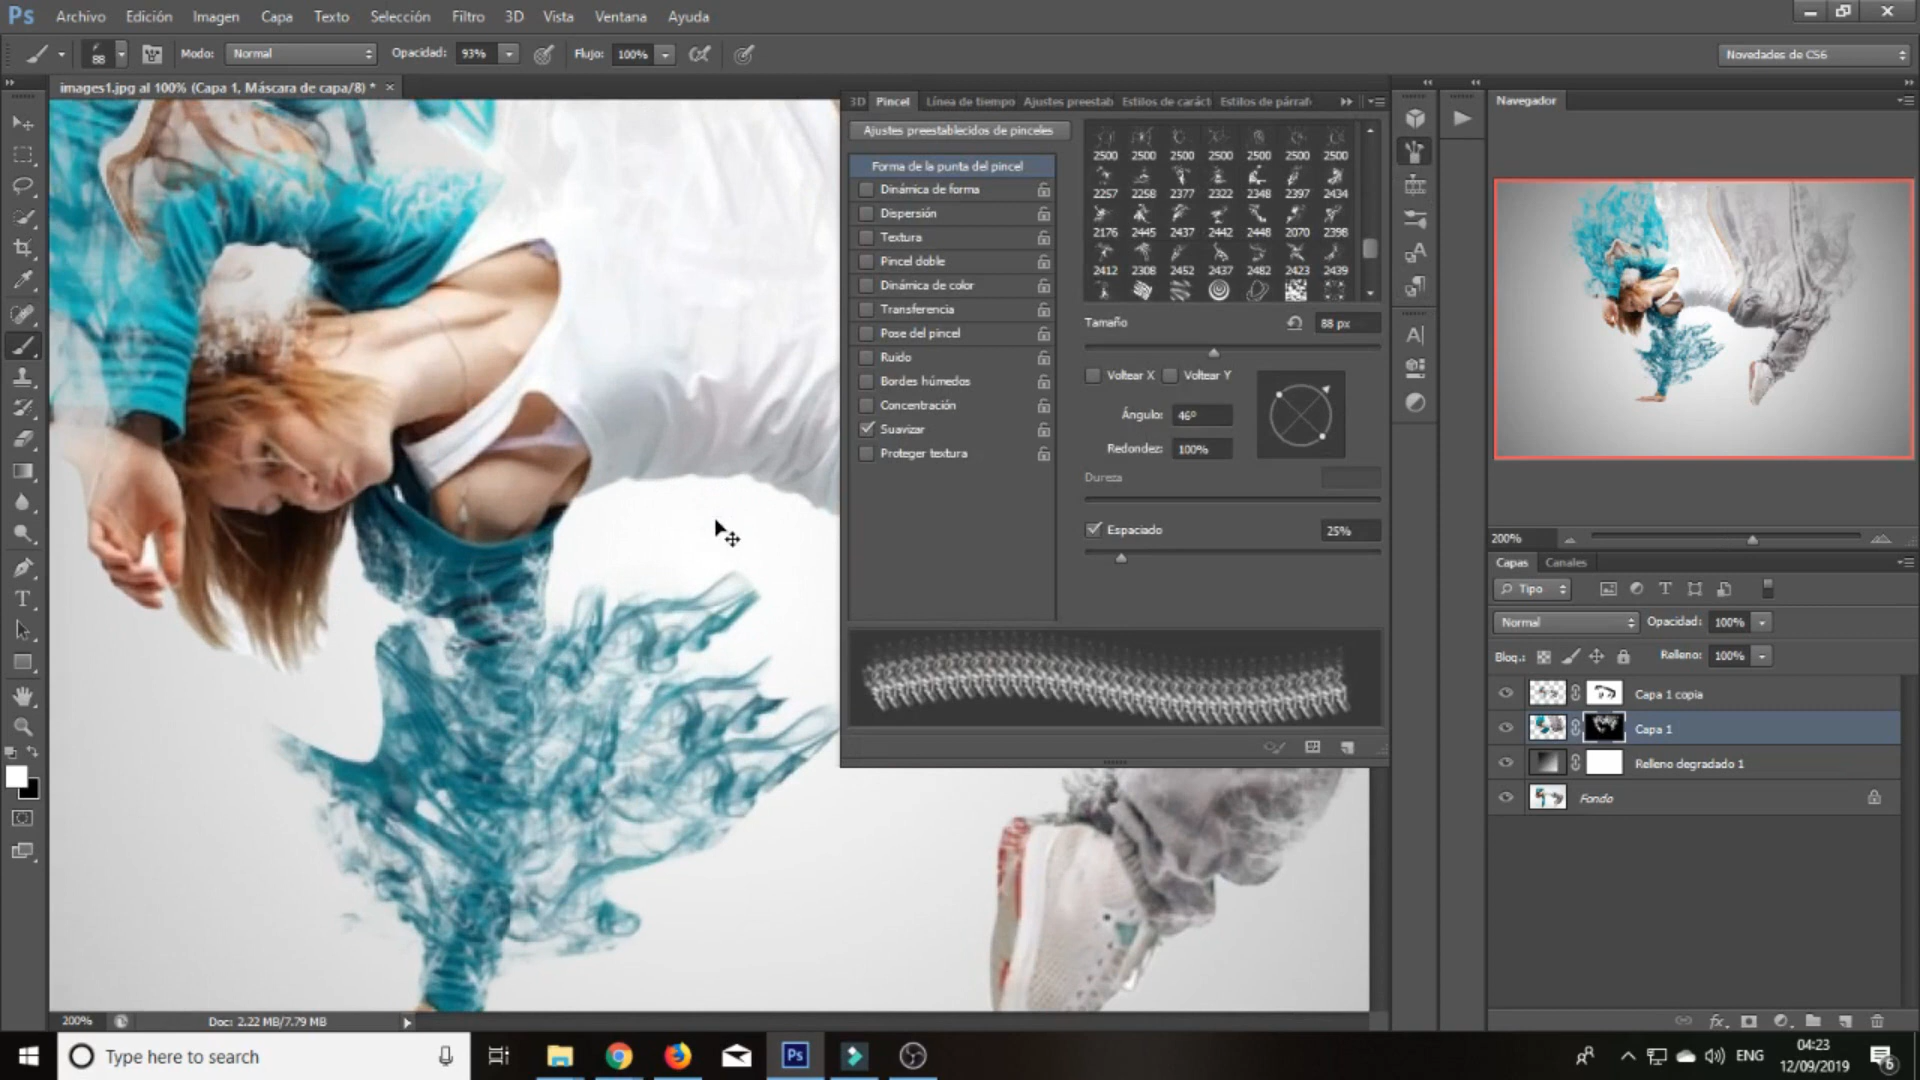 Ps Archivo Edición Imagen Capa Texto Selección Filtro 3D Vista Ventana Ayuda
88 Modo: Normal Opacidad: 93% Flujo: 100% Novedades de CS6
images1.jpg al 100% (Capa 1, Máscara de capa/8) * ×
3D Pincel Línea de tiempo Ajustes preestab Estilos de caráct Estilos de párraf
Navegador
Ajustes preestablecidos de pinceles
Forma de la punta del pincel
Dinámica de forma
Dispersión
Textura
Pincel doble
Dinámica de color
Transferencia
Pose del pincel
Ruido
Bordes húmedos
Concentración
Suavizar
Proteger textura
2500 2500 2500 2500 2500 2500 2500
2257 2258 2377 2322 2348 2397 2434
2176 2445 2437 2442 2448 2070 2398
2412 2308 2452 2437 2482 2423 2439
Tamaño 88 px
Voltear X Voltear Y
Ángulo: 46º
Redondez: 100%
Dureza
Espaciado 25%
200%
Capas Canales
Tipo
Normal Opacidad: 100%
Bloq.: Relleno: 100%
Capa 1 copia
Capa 1
Relleno degradado 1
Fondo
200% Doc: 2.22 MB/7.79 MB
Type here to search
Ps
ENG
04:23
12/09/2019
6